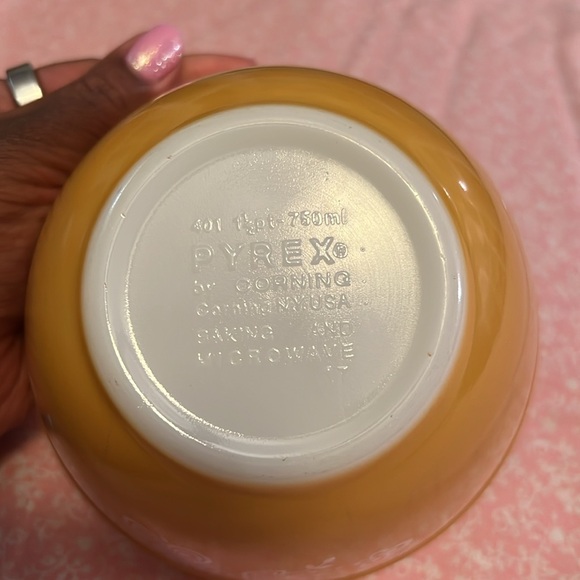 401 1½pt-750ml
PYREX®
by CORNING
Corning NY. USA
BAKING AND
MICROWAVE